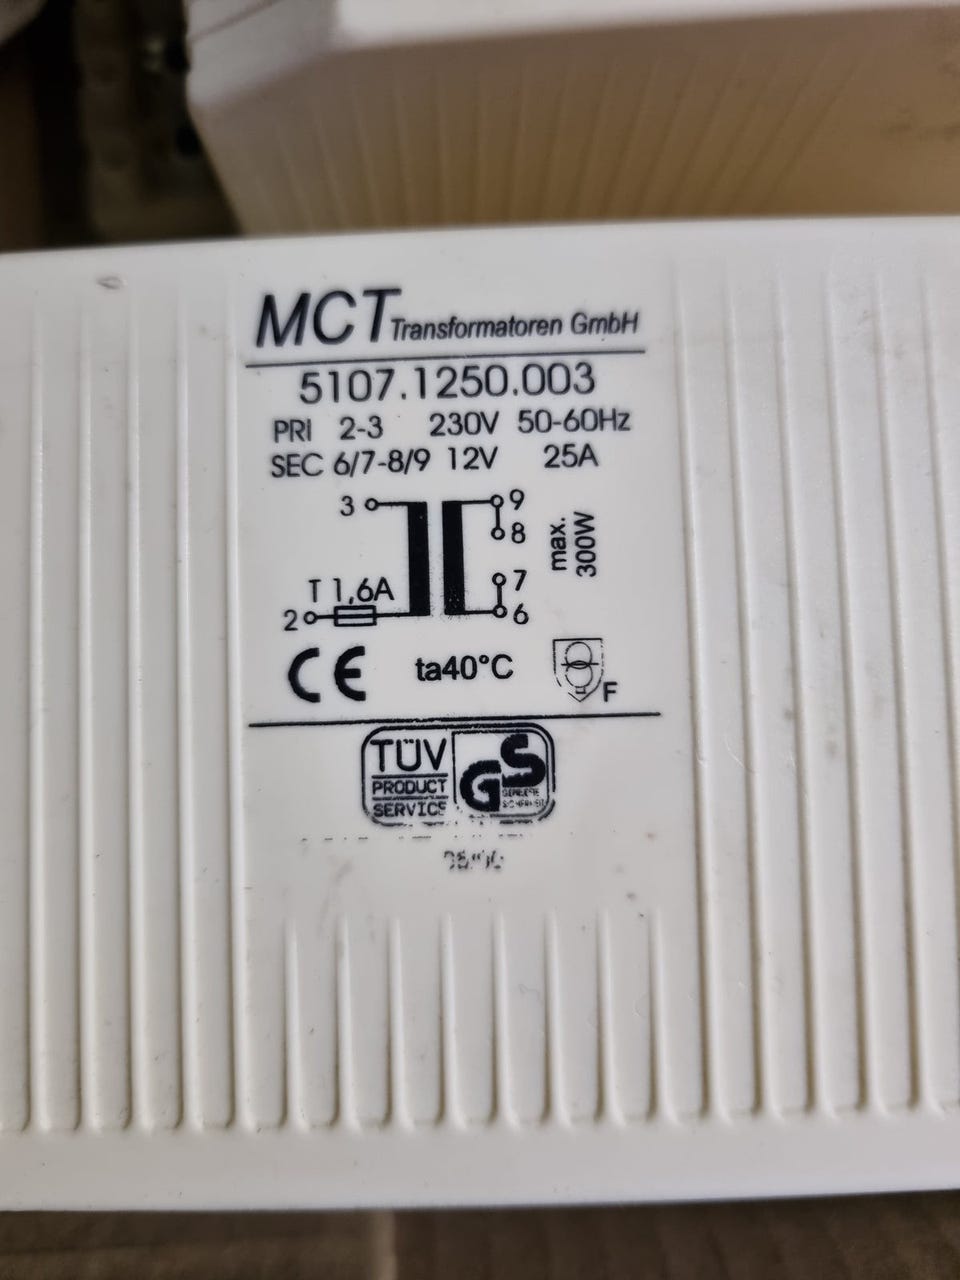 MCT Transformatoren GmbH
5107.1250.003
PRI 2-3 230V 50-60Hz
SEC 6/7-8/9 12V 25A
3
9
8
max.
300W
T 1,6A
7
2
6
CE ta40°C
F
TÜV
PRODUCT
SERVICE
GS